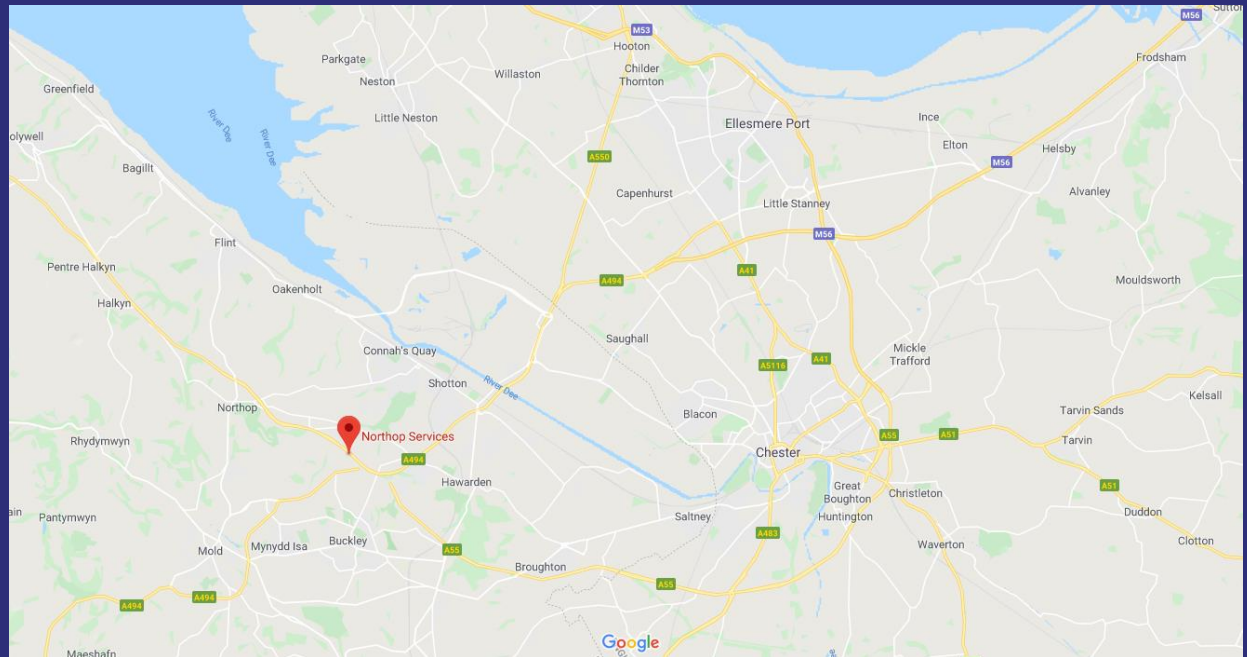 M56
Sutton
M53
Hooton
Parkgate
Frodsham
Childer
Thornton
Willaston
Neston
Greenfield
Little Neston
Ellesmere Port
Ince
River Dee
River Dee
olywell
Elton
Helsby
A550
M56
Bagillt
Capenhurst
Alvanley
Little Stanney
M56
Flint
Pentre Halkyn
A41
A494
Mouldsworth
Oakenholt
Halkyn
Saughall
Connah's Quay
Mickle
Trafford
A41
A5116
Shotton
River Dee
Kelsall
Northop
Blacon
Tarvin Sands
Northop Services
A55
A51
Rhydymwyn
Tarvin
Chester
A494
Hawarden
A51
Great
Boughton
Christleton
Duddon
ain
Pantymwyn
Saltney
Huntington
A483
Buckley
Clotton
Mold
Mynydd Isa
Waverton
A55
Broughton
A55
A494
A494
Google
Maeshafn